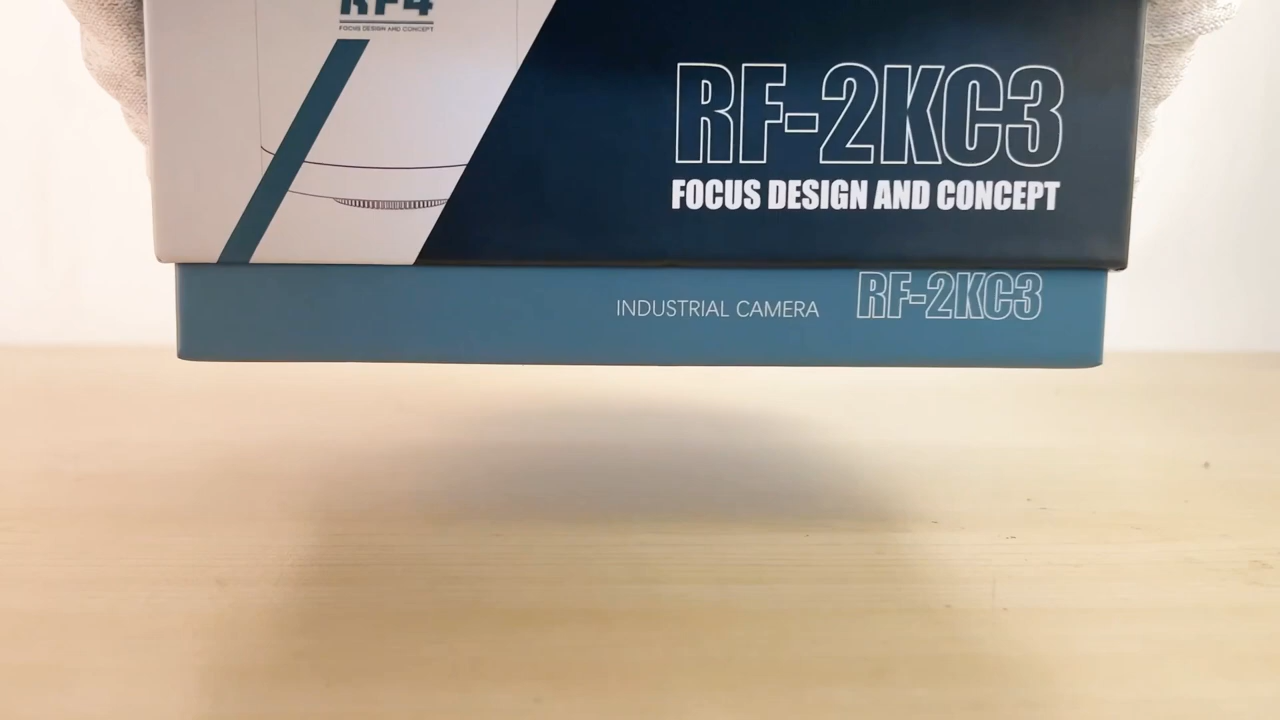 RF4
FOCUS DESIGN AND CONCEPT
RF-2KC3
FOCUS DESIGN AND CONCEPT
INDUSTRIAL CAMERA RF-2KC3